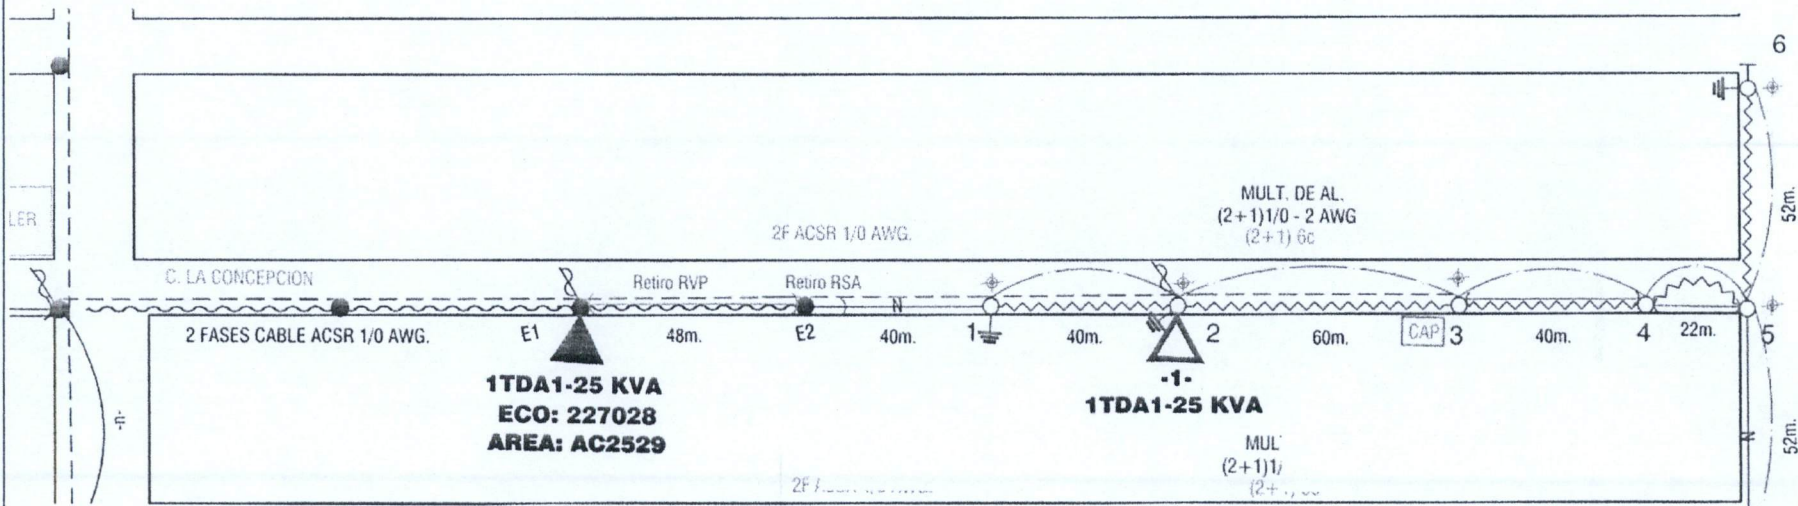 6
MULT. DE AL.
(2+1)1/0 - 2 AWG
(2+1) 6c
52m.
LER
2F ACSR 1/0 AWG.
C. LA CONCEPCION
Retiro RVP
Retiro RSA
N
2 FASES CABLE ACSR 1/0 AWG.
E1
48m.
E2
40m.
1
40m.
2
60m.
CAP
3
40m.
4
22m.
5
1TDA1-25 KVA
ECO: 227028
AREA: AC2529
-1-
1TDA1-25 KVA
-n-
N
52m.
MUL
(2+1)1/
2F
(2+